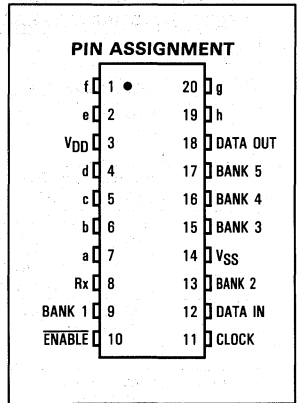 PIN ASSIGNMENT
f 1 20 g
e 2 19 h
VDD 3 18 DATA OUT
d 4 17 BANK 5
c 5 16 BANK 4
b 6 15 BANK 3
a 7 14 VSS
Rx 8 13 BANK 2
BANK 1 9 12 DATA IN
ENABLE 10 11 CLOCK